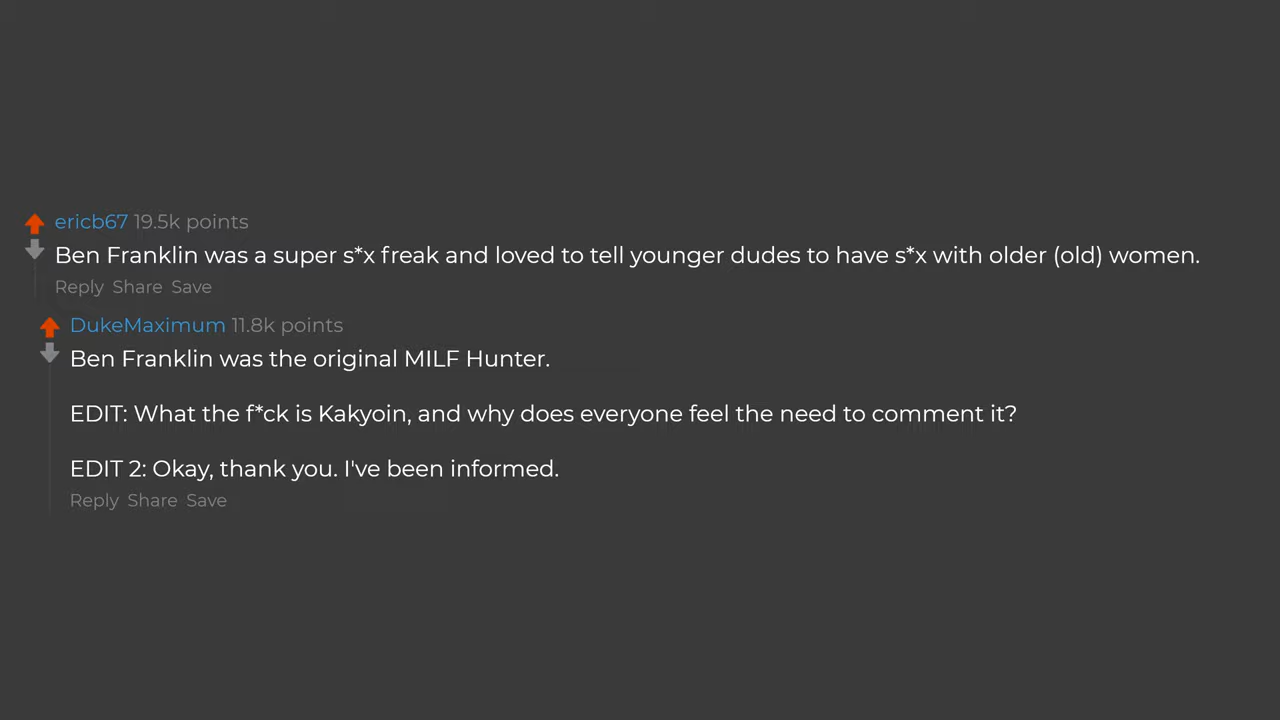 ericb67 19.5k points
Ben Franklin was a super s*x freak and loved to tell younger dudes to have s*x with older (old) women.
Reply Share Save
DukeMaximum 11.8k points
Ben Franklin was the original MILF Hunter.
EDIT: What the f*ck is Kakyoin, and why does everyone feel the need to comment it?
EDIT 2: Okay, thank you. I've been informed.
Reply Share Save